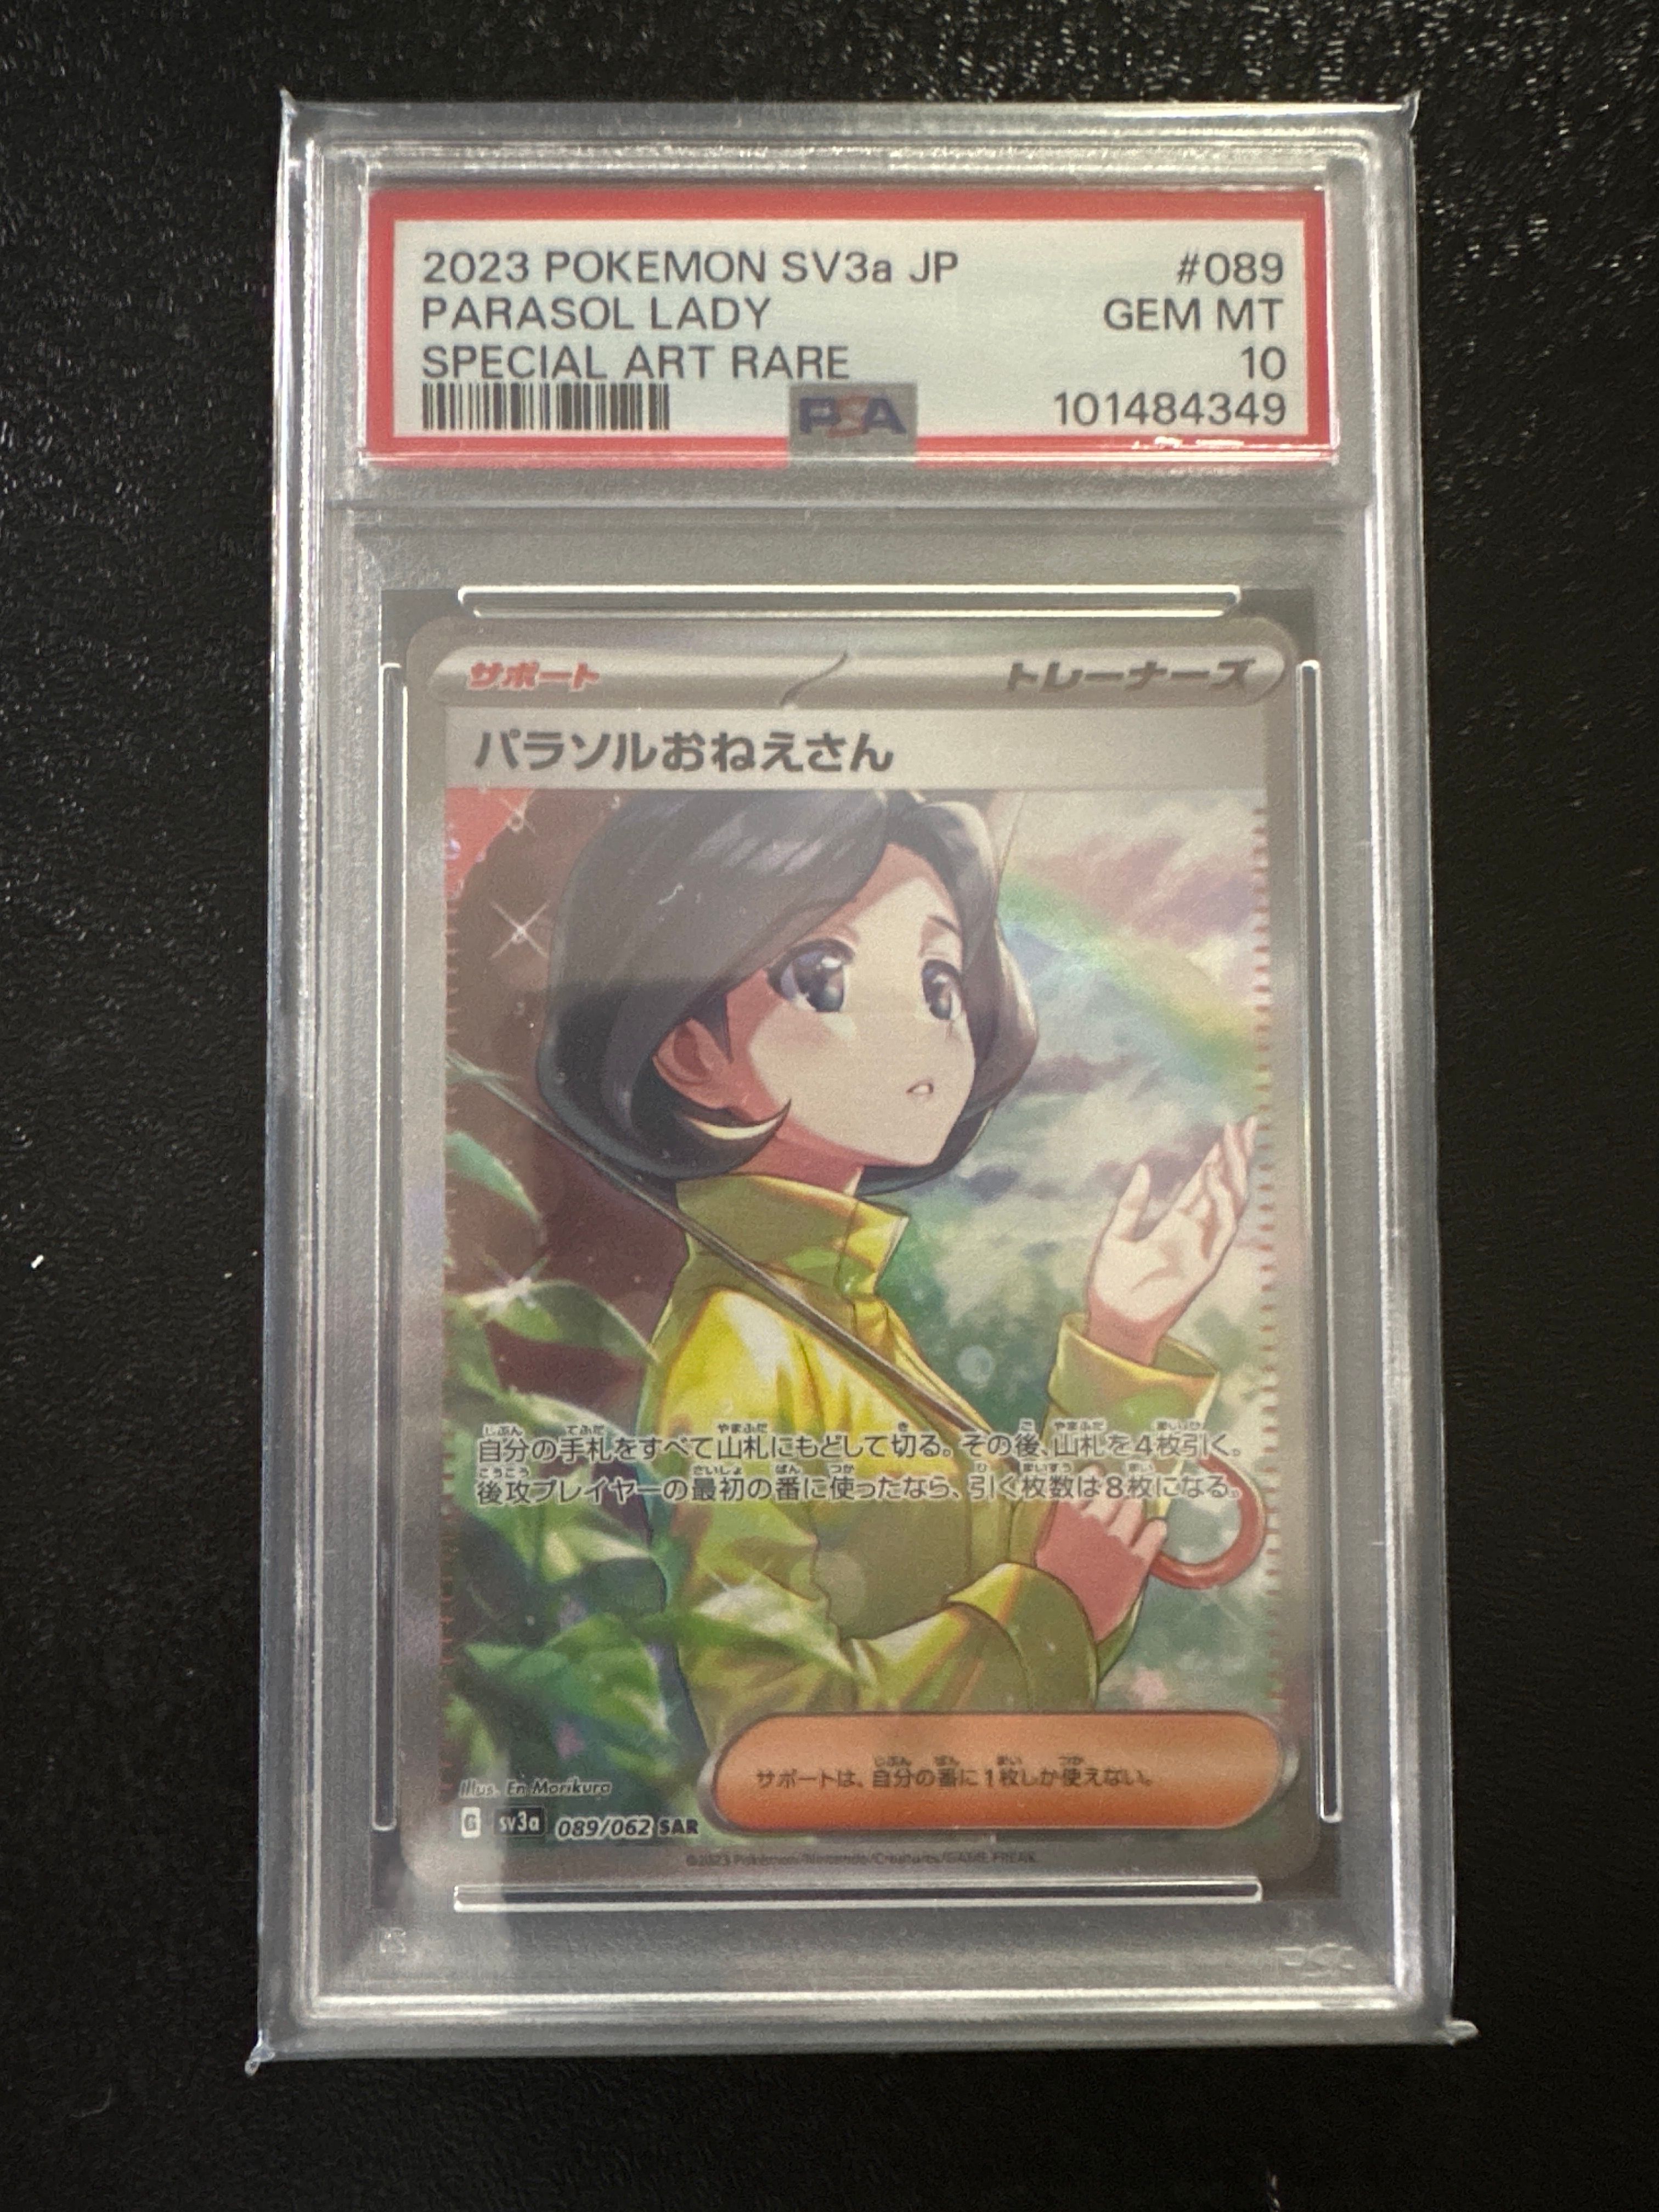 2023 POKEMON SV3a JP #089
PARASOL LADY GEM MT
SPECIAL ART RARE 10
PSA 101484349
サポート トレーナーズ
パラソルおねえさん
自分の手札をすべて山札にもどして切る。その後、山札を4枚引く。
後攻プレイヤーの最初の番に使ったなら、引く枚数は8枚になる。
サポートは、自分の番に1枚しか使えない。
Illus. En Morikura
G sv3a 089/062 SAR
©2023 Pokémon/Nintendo/Creatures/GAME FREAK